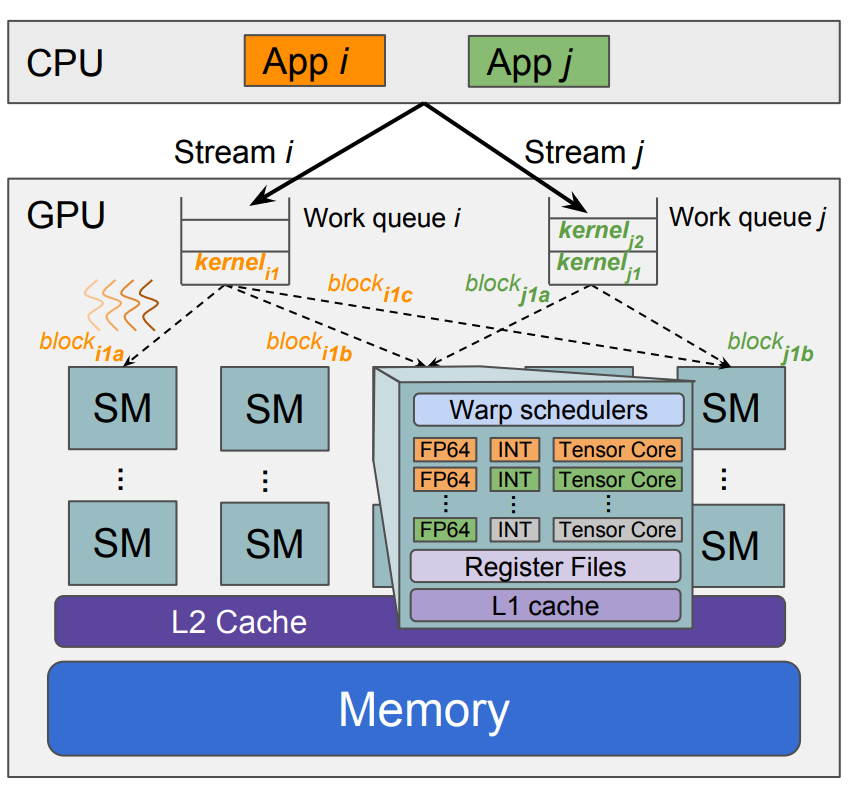 CPU
App i
App j
Stream i
Stream j
GPU
Work queue i
Work queue j
kernel_j2
kernel_i1
kernel_j1
block_i1c
block_j1a
block_i1a
block_i1b
block_j1b
SM
SM
SM
Warp schedulers
FP64 INT Tensor Core
FP64 INT Tensor Core
FP64 INT Tensor Core
SM
SM
SM
Register Files
L1 cache
L2 Cache
Memory